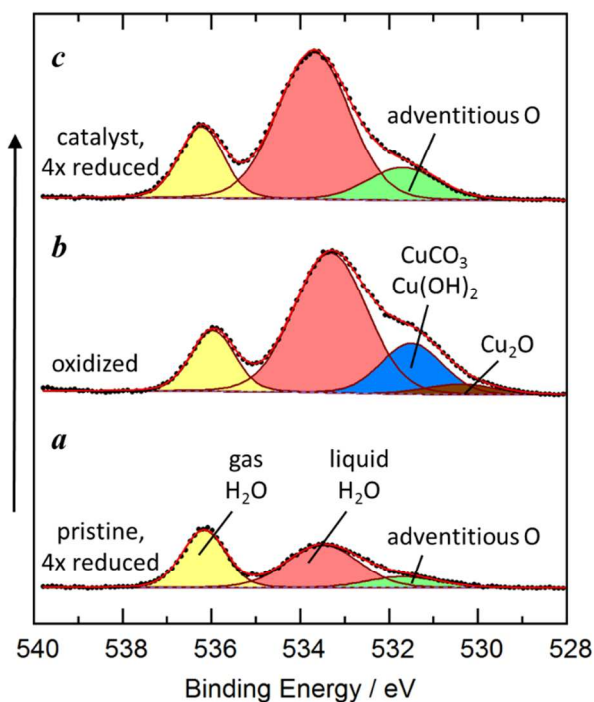 c
catalyst,
4x reduced
adventitious O
b
oxidized
CuCO₃
Cu(OH)₂
Cu₂O
a
pristine,
4x reduced
gas
H₂O
liquid
H₂O
adventitious O
540 538 536 534 532 530 528
Binding Energy / eV